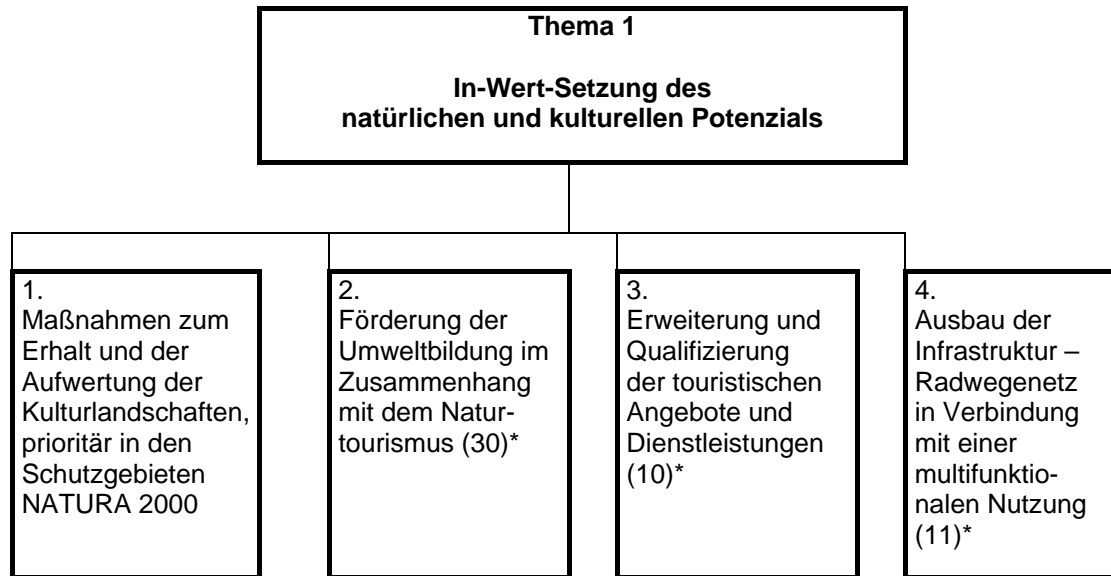 Thema 1
In-Wert-Setzung des
natürlichen und kulturellen Potenzials
1.
Maßnahmen zum
Erhalt und der
Aufwertung der
Kulturlandschaften,
prioritär in den
Schutzgebieten
NATURA 2000
2.
Förderung der
Umweltbildung im
Zusammenhang
mit dem Natur-
tourismus (30)*
3.
Erweiterung und
Qualifizierung
der touristischen
Angebote und
Dienstleistungen
(10)*
4.
Ausbau der
Infrastruktur –
Radwegenetz
in Verbindung
mit einer
multifunktio-
nalen Nutzung
(11)*